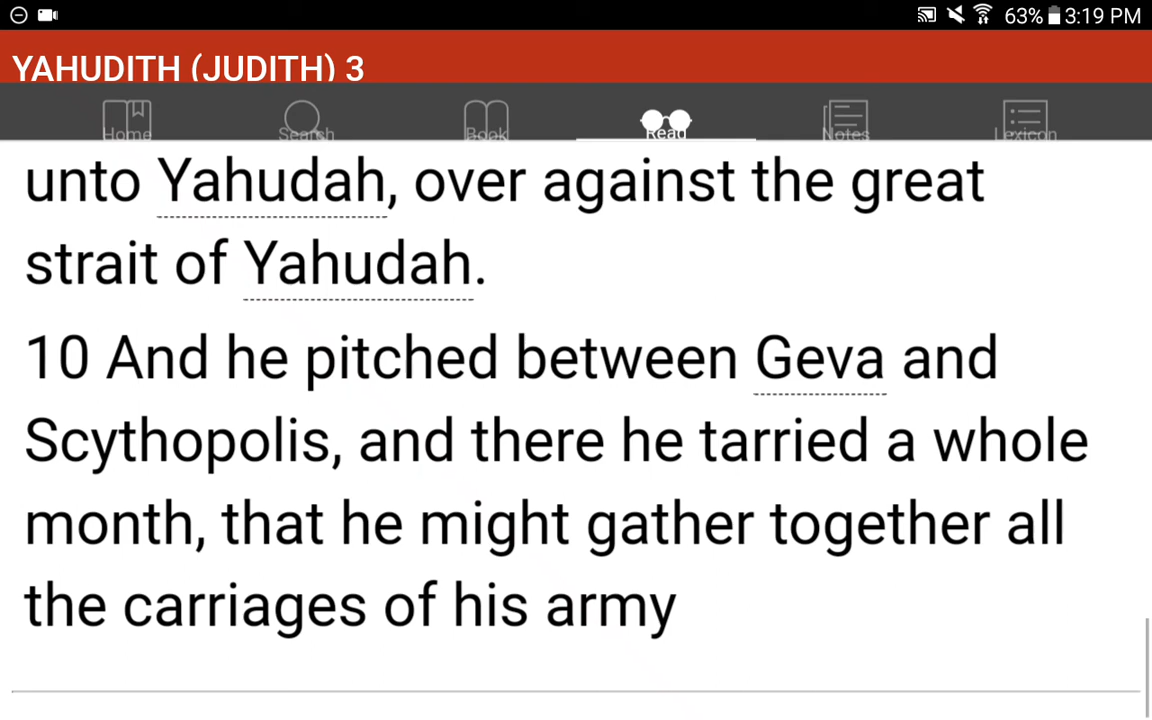 63% 3:19 PM
YAHUDITH (JUDITH) 3
Home Search Book Read Notes Lexicon
unto Yahudah, over against the great
strait of Yahudah.
10 And he pitched between Geva and
Scythopolis, and there he tarried a whole
month, that he might gather together all
the carriages of his army